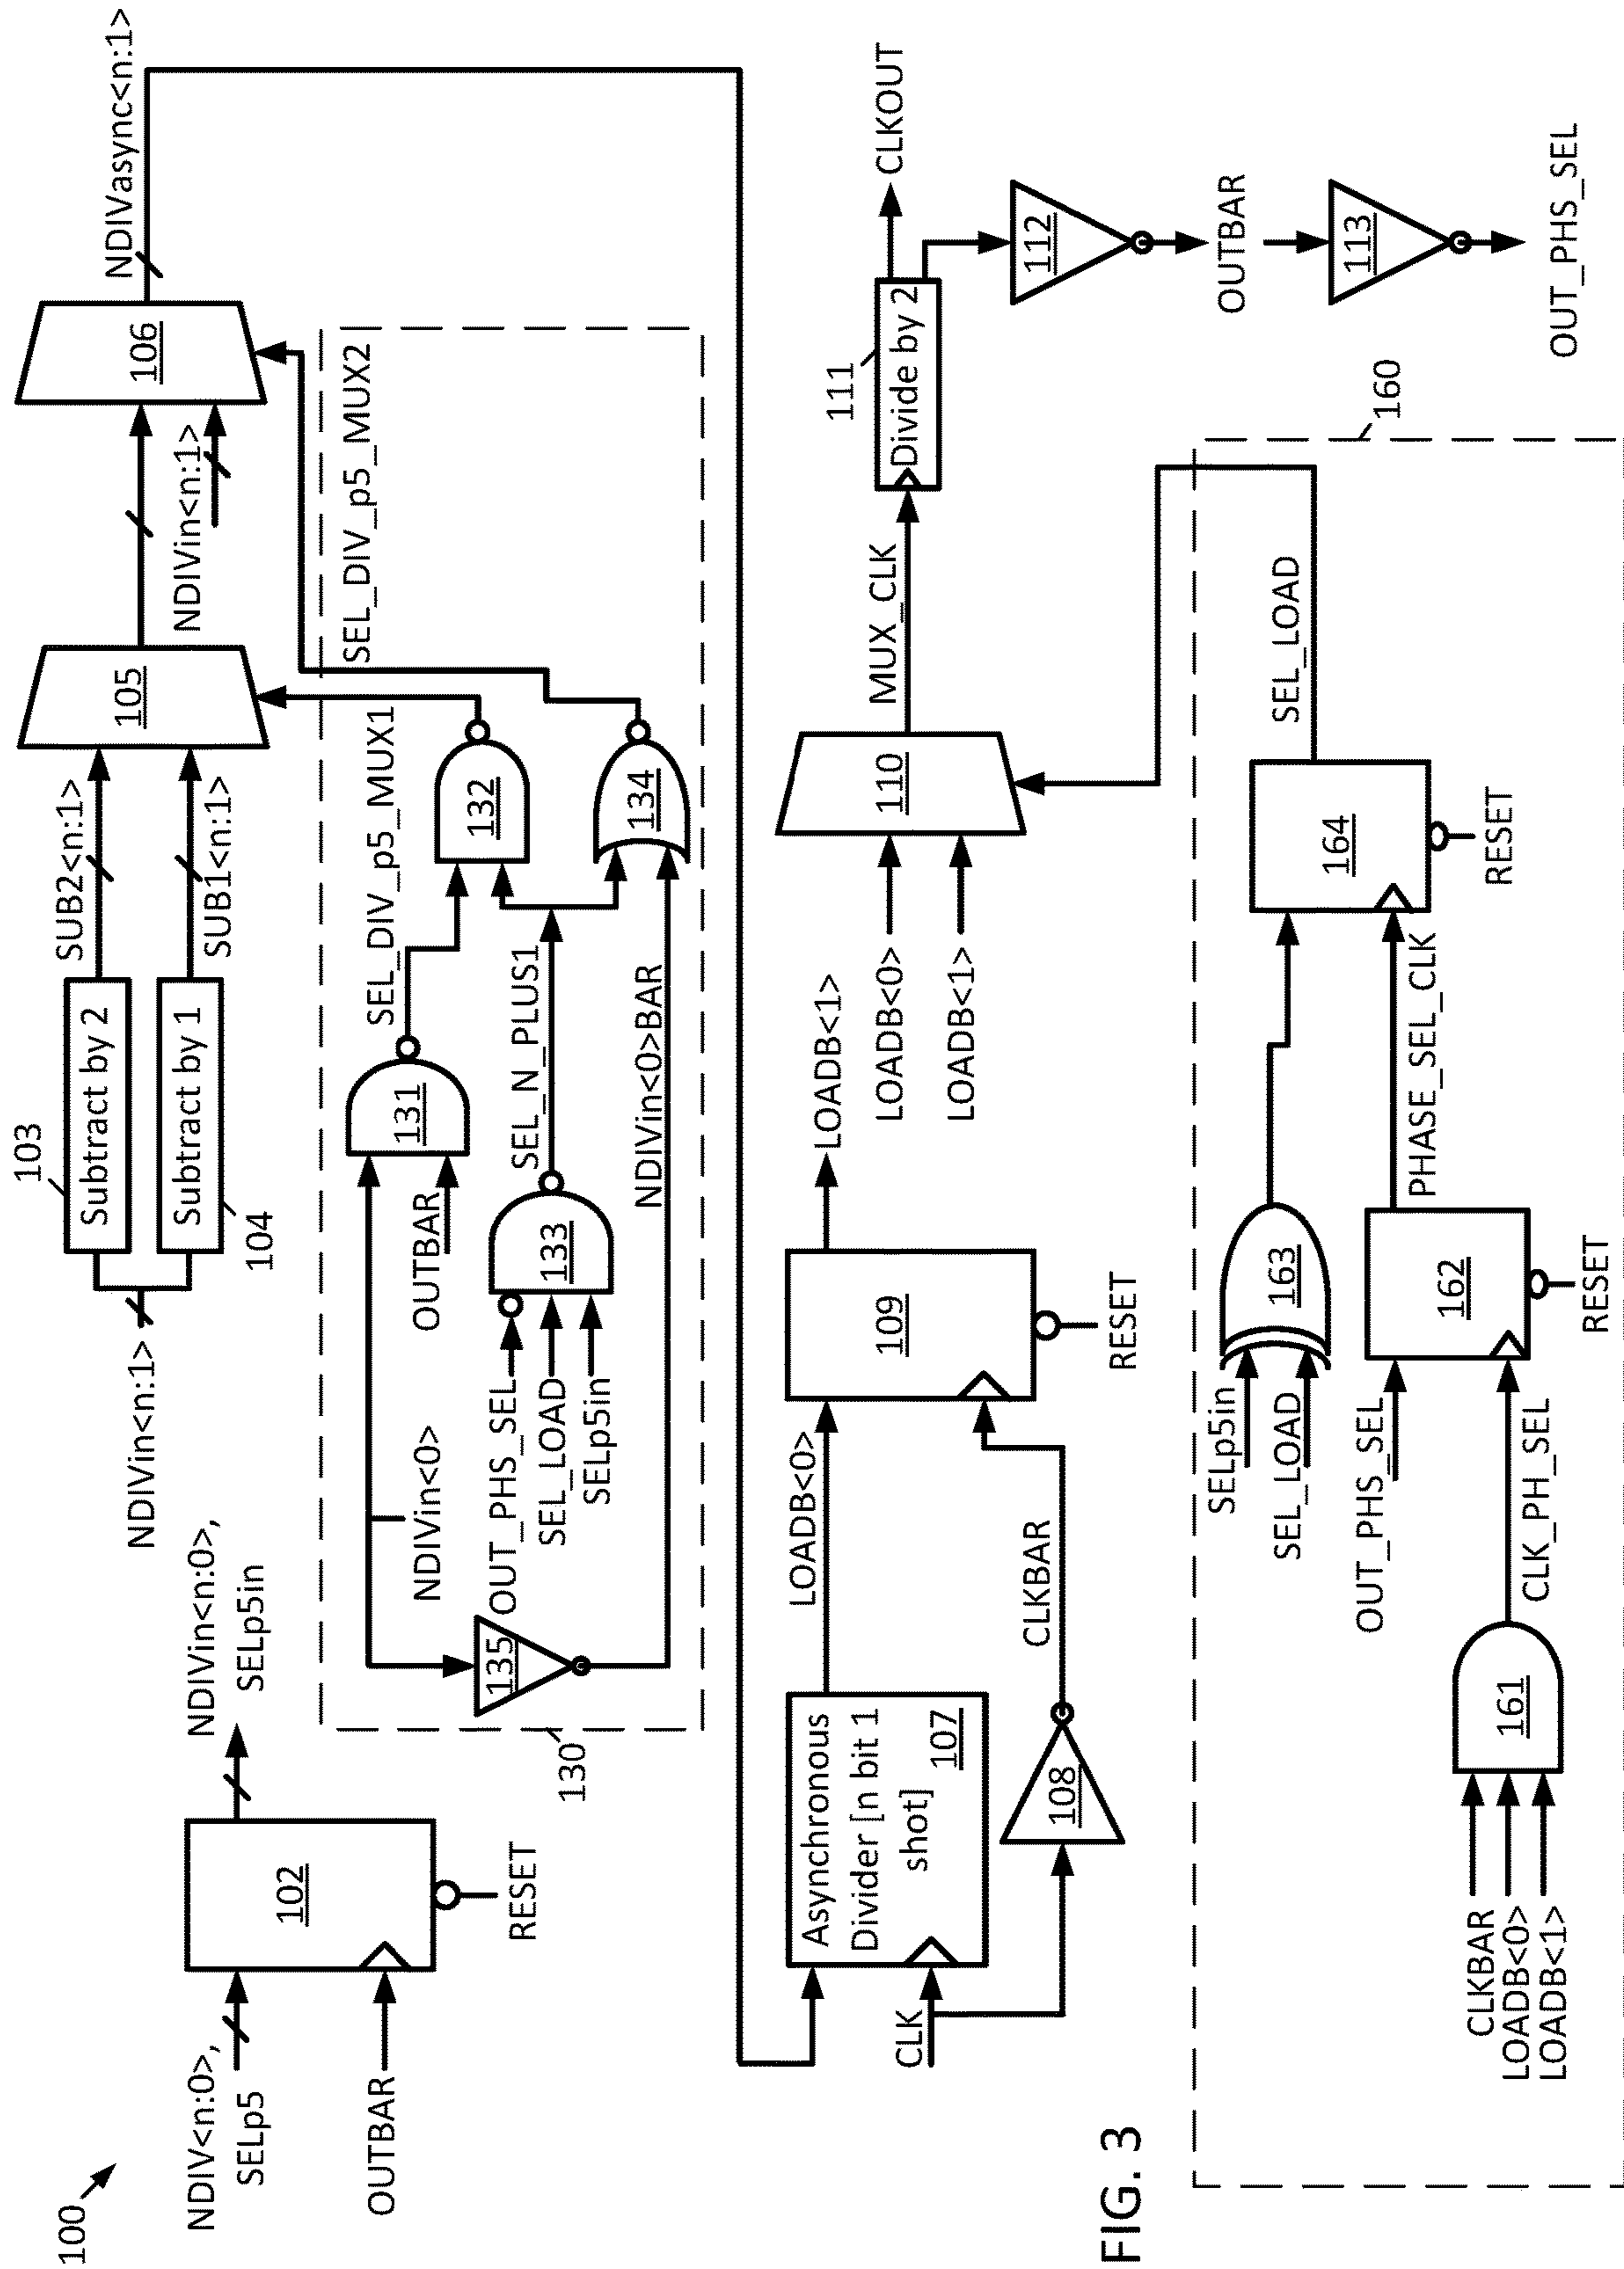 100
NDIV<n:0>,
SELp5
OUTBAR
102
RESET
NDIVin<n:0>,
SELp5in
NDIVin<n:1>
103
Subtract by 2
Subtract by 1
104
SUB2<n:1>
SUB1<n:1>
105
NDIVin<n:1>
106
NDIVasync<n:1>
130
135
NDIVin<0>
OUTBAR
131
OUT_PHS_SEL
SEL_LOAD
SELp5in
133
SEL_N_PLUS1
NDIVin<0>BAR
SEL_DIV_p5_MUX1
132
134
SEL_DIV_p5_MUX2
CLK
Asynchronous
Divider [n bit 1
shot]
107
108
LOADB<0>
CLKBAR
109
RESET
LOADB<1>
LOADB<0>
LOADB<1>
110
MUX_CLK
111
Divide by 2
CLKOUT
112
OUTBAR
113
OUT_PHS_SEL
160
CLKBAR
LOADB<0>
LOADB<1>
161
CLK_PH_SEL
OUT_PHS_SEL
SELp5in
SEL_LOAD
163
162
RESET
PHASE_SEL_CLK
164
RESET
SEL_LOAD
FIG. 3